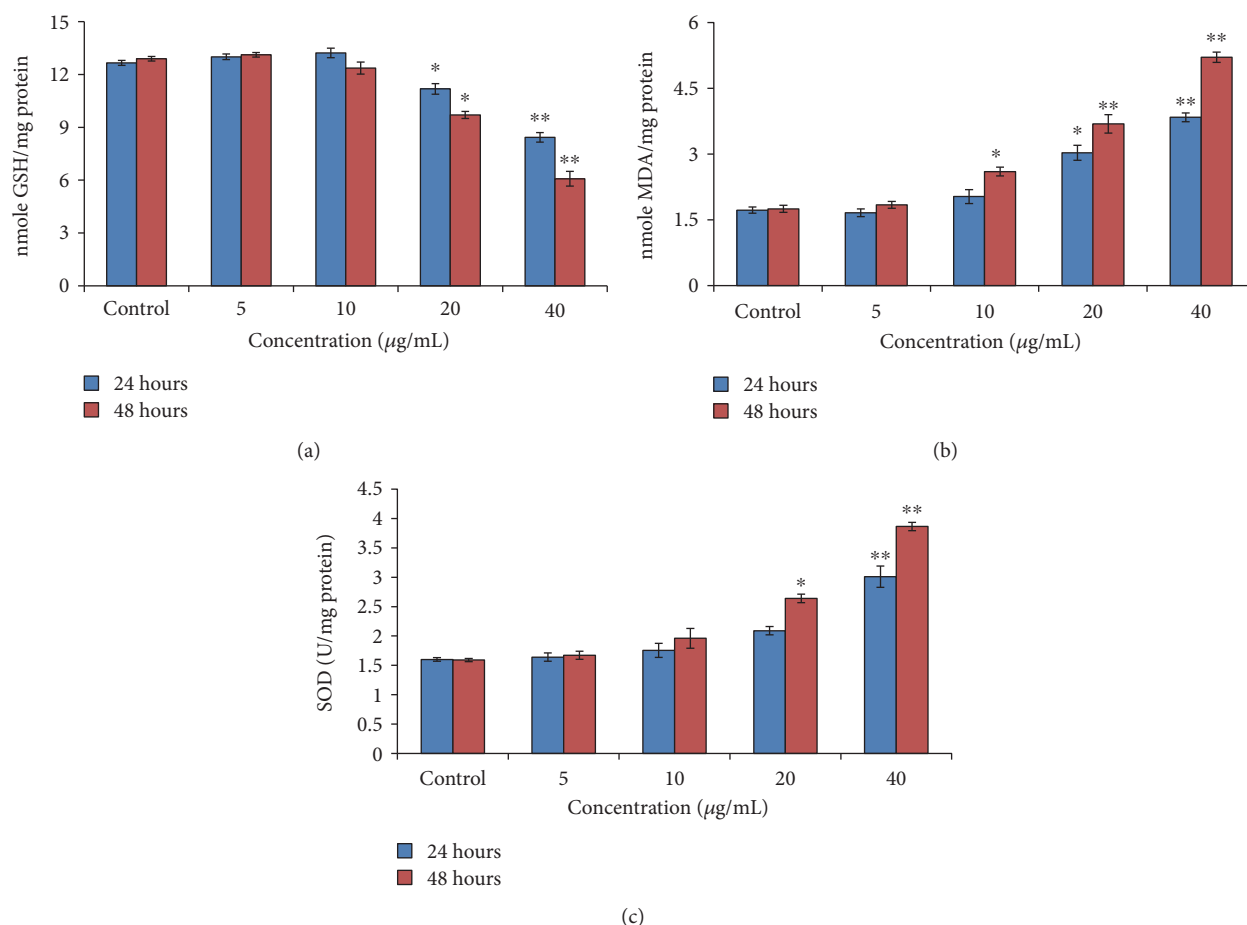 15
12
9
6
3
0
nmole GSH/mg protein
*
*
**
**
Control 5 10 20 40
Concentration (μg/mL)
24 hours
48 hours
(a)
6
4.5
3
1.5
0
nmole MDA/mg protein
*
*
**
**
**
Control 5 10 20 40
Concentration (μg/mL)
24 hours
48 hours
(b)
4.5
4
3.5
3
2.5
2
1.5
1
0.5
0
SOD (U/mg protein)
*
**
**
Control 5 10 20 40
Concentration (μg/mL)
24 hours
48 hours
(c)